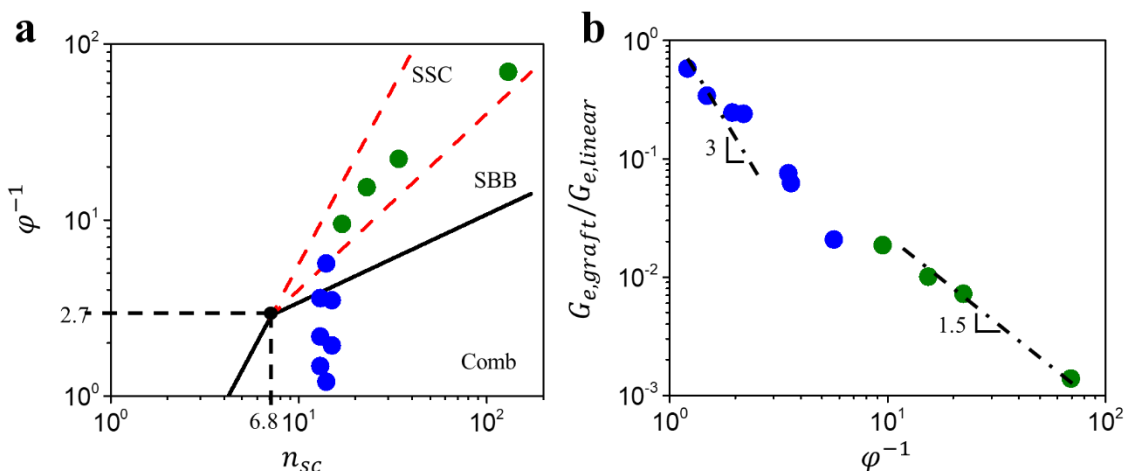 a
10²
SSC
SBB
φ⁻¹
10¹
2.7
Comb
10⁰
10⁰
6.8
10¹
10²
n_sc
b
10⁰
3
10⁻¹
G_e,graft/G_e,linear
10⁻²
1.5
10⁻³
10⁰
10¹
10²
φ⁻¹